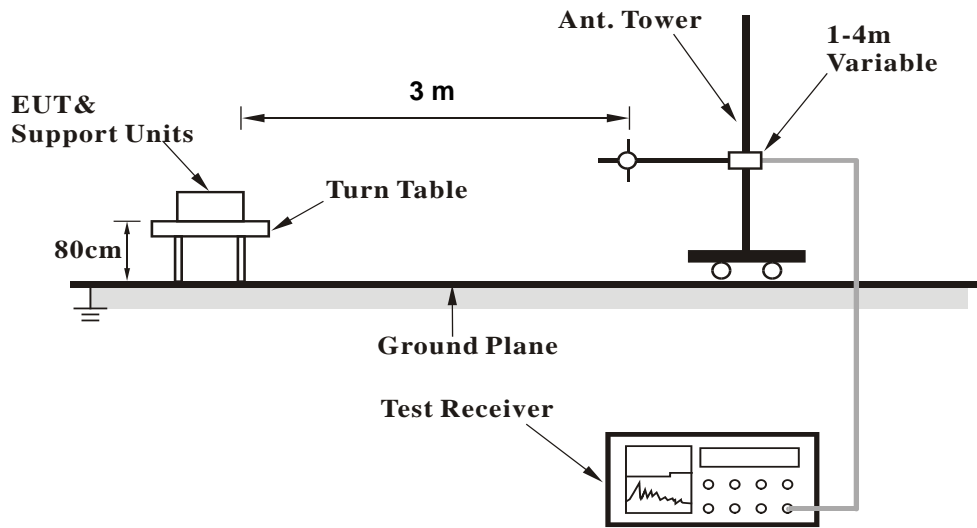 Ant. Tower
1-4m
Variable
3 m
EUT&
Support Units
Turn Table
80cm
Ground Plane
Test Receiver